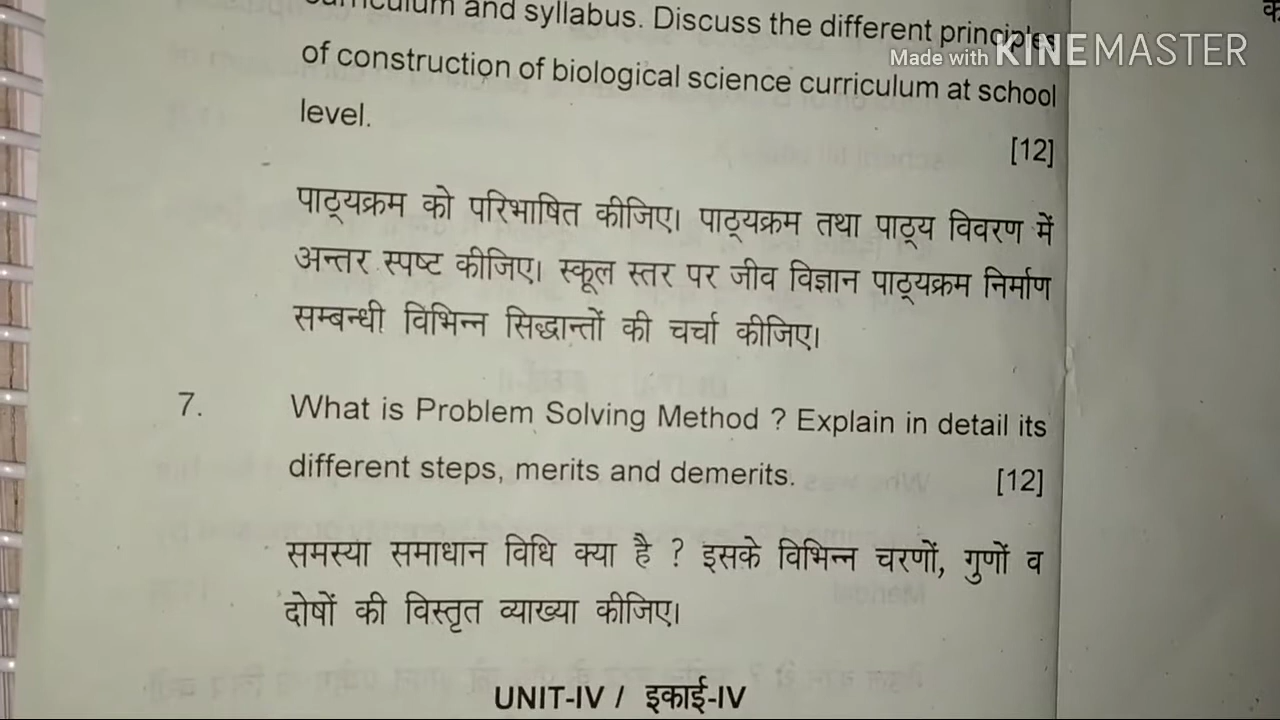 curriculum and syllabus. Discuss the different principles
Made with KINEMASTER
of construction of biological science curriculum at school
level.
[12]
पाठ्यक्रम को परिभाषित कीजिए। पाठ्यक्रम तथा पाठ्य विवरण में
अन्तर स्पष्ट कीजिए। स्कूल स्तर पर जीव विज्ञान पाठ्यक्रम निर्माण
सम्बन्धी विभिन्न सिद्धान्तों की चर्चा कीजिए।
7. What is Problem Solving Method ? Explain in detail its
different steps, merits and demerits. [12]
समस्या समाधान विधि क्या है ? इसके विभिन्न चरणों, गुणों व
दोषों की विस्तृत व्याख्या कीजिए।
UNIT-IV / इकाई-IV